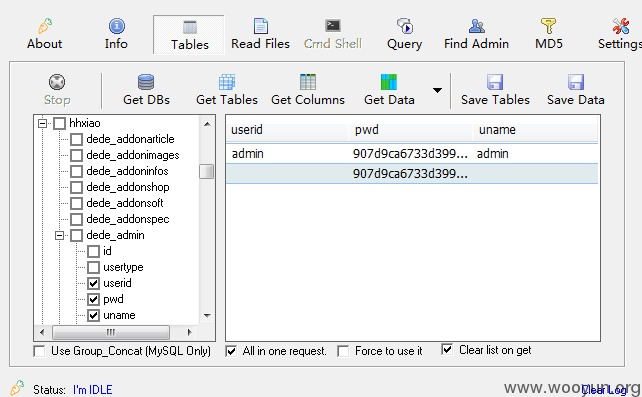 About Info Tables Read Files Cmd Shell Query Find Admin MD5 Settings
Stop Get DBs Get Tables Get Columns Get Data Save Tables Save Data
hhxiao
dede_addonarticle
dede_addonimages
dede_addoninfos
dede_addonshop
dede_addonsoft
dede_addonspec
dede_admin
id
usertype
userid
pwd
uname
userid pwd uname
admin 907d9ca6733d399... admin
907d9ca6733d399...
Use Group_Concat (MySQL Only) All in one request. Force to use it Clear list on get
Status: I'm IDLE Clear Log
www.wooyun.org